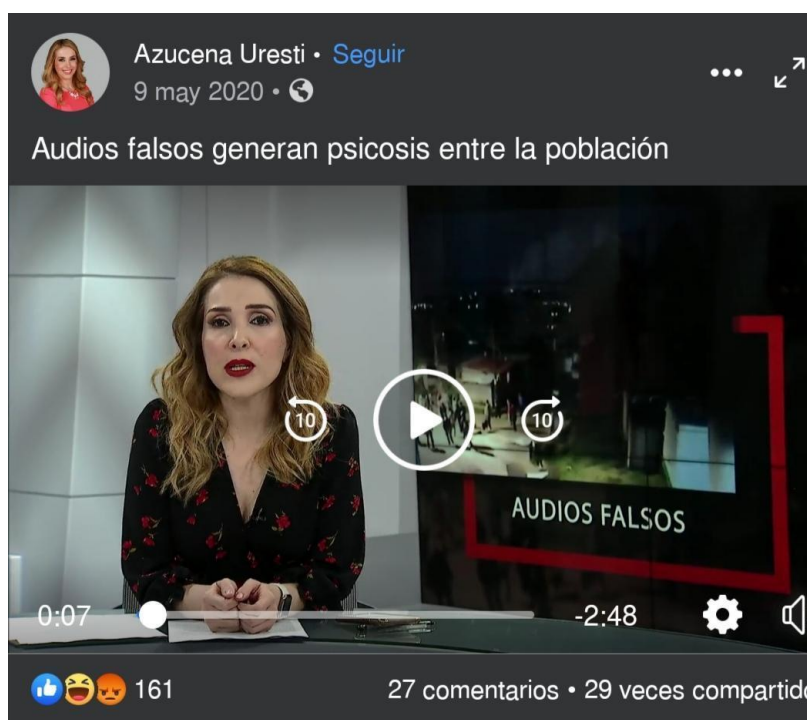 Azucena Uresti • Seguir
9 may 2020 •
Audios falsos generan psicosis entre la población
10
10
AUDIOS FALSOS
0:07
-2:48
161
27 comentarios • 29 veces compartido